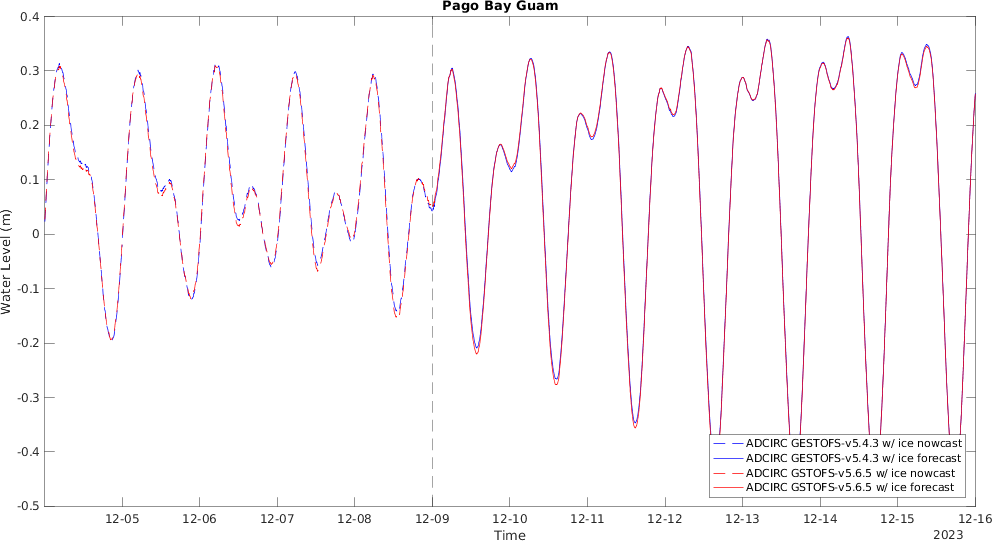 Pago Bay Guam
0.4
0.3
0.2
0.1
0
-0.1
-0.2
-0.3
-0.4
-0.5
Water Level (m)
ADCIRC GESTOFS-v5.4.3 w/ ice nowcast
ADCIRC GESTOFS-v5.4.3 w/ ice forecast
ADCIRC GSTOFS-v5.6.5 w/ ice nowcast
ADCIRC GSTOFS-v5.6.5 w/ ice forecast
12-05 12-06 12-07 12-08 12-09 12-10 12-11 12-12 12-13 12-14 12-15 12-16
Time
2023